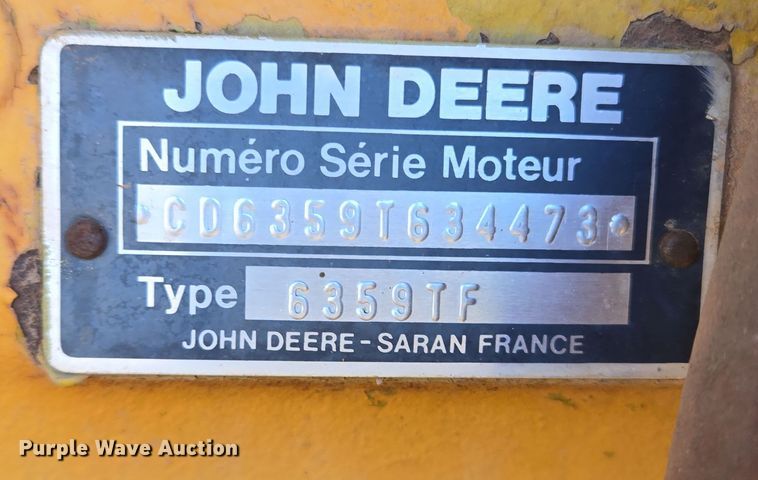 JOHN DEERE
Numéro Série Moteur
CD6359T634473
Type 6359TF
JOHN DEERE - SARAN FRANCE
Purple Wave Auction